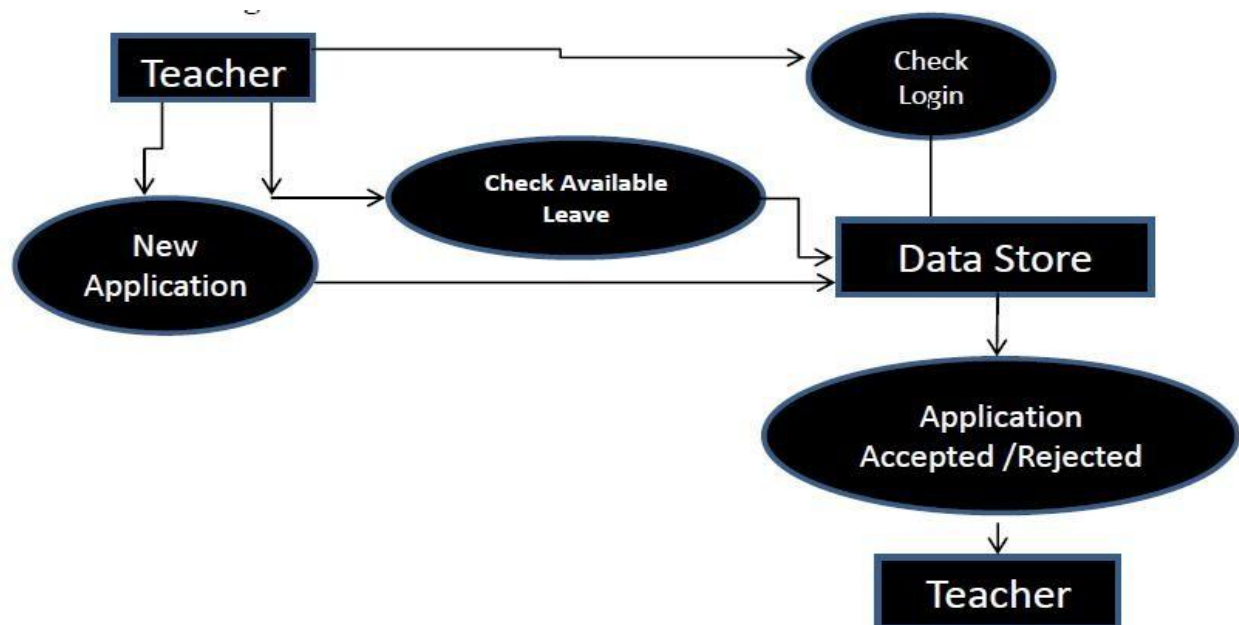 Teacher
Check
Login
Check Available
Leave
New
Application
Data Store
Application
Accepted /Rejected
Teacher